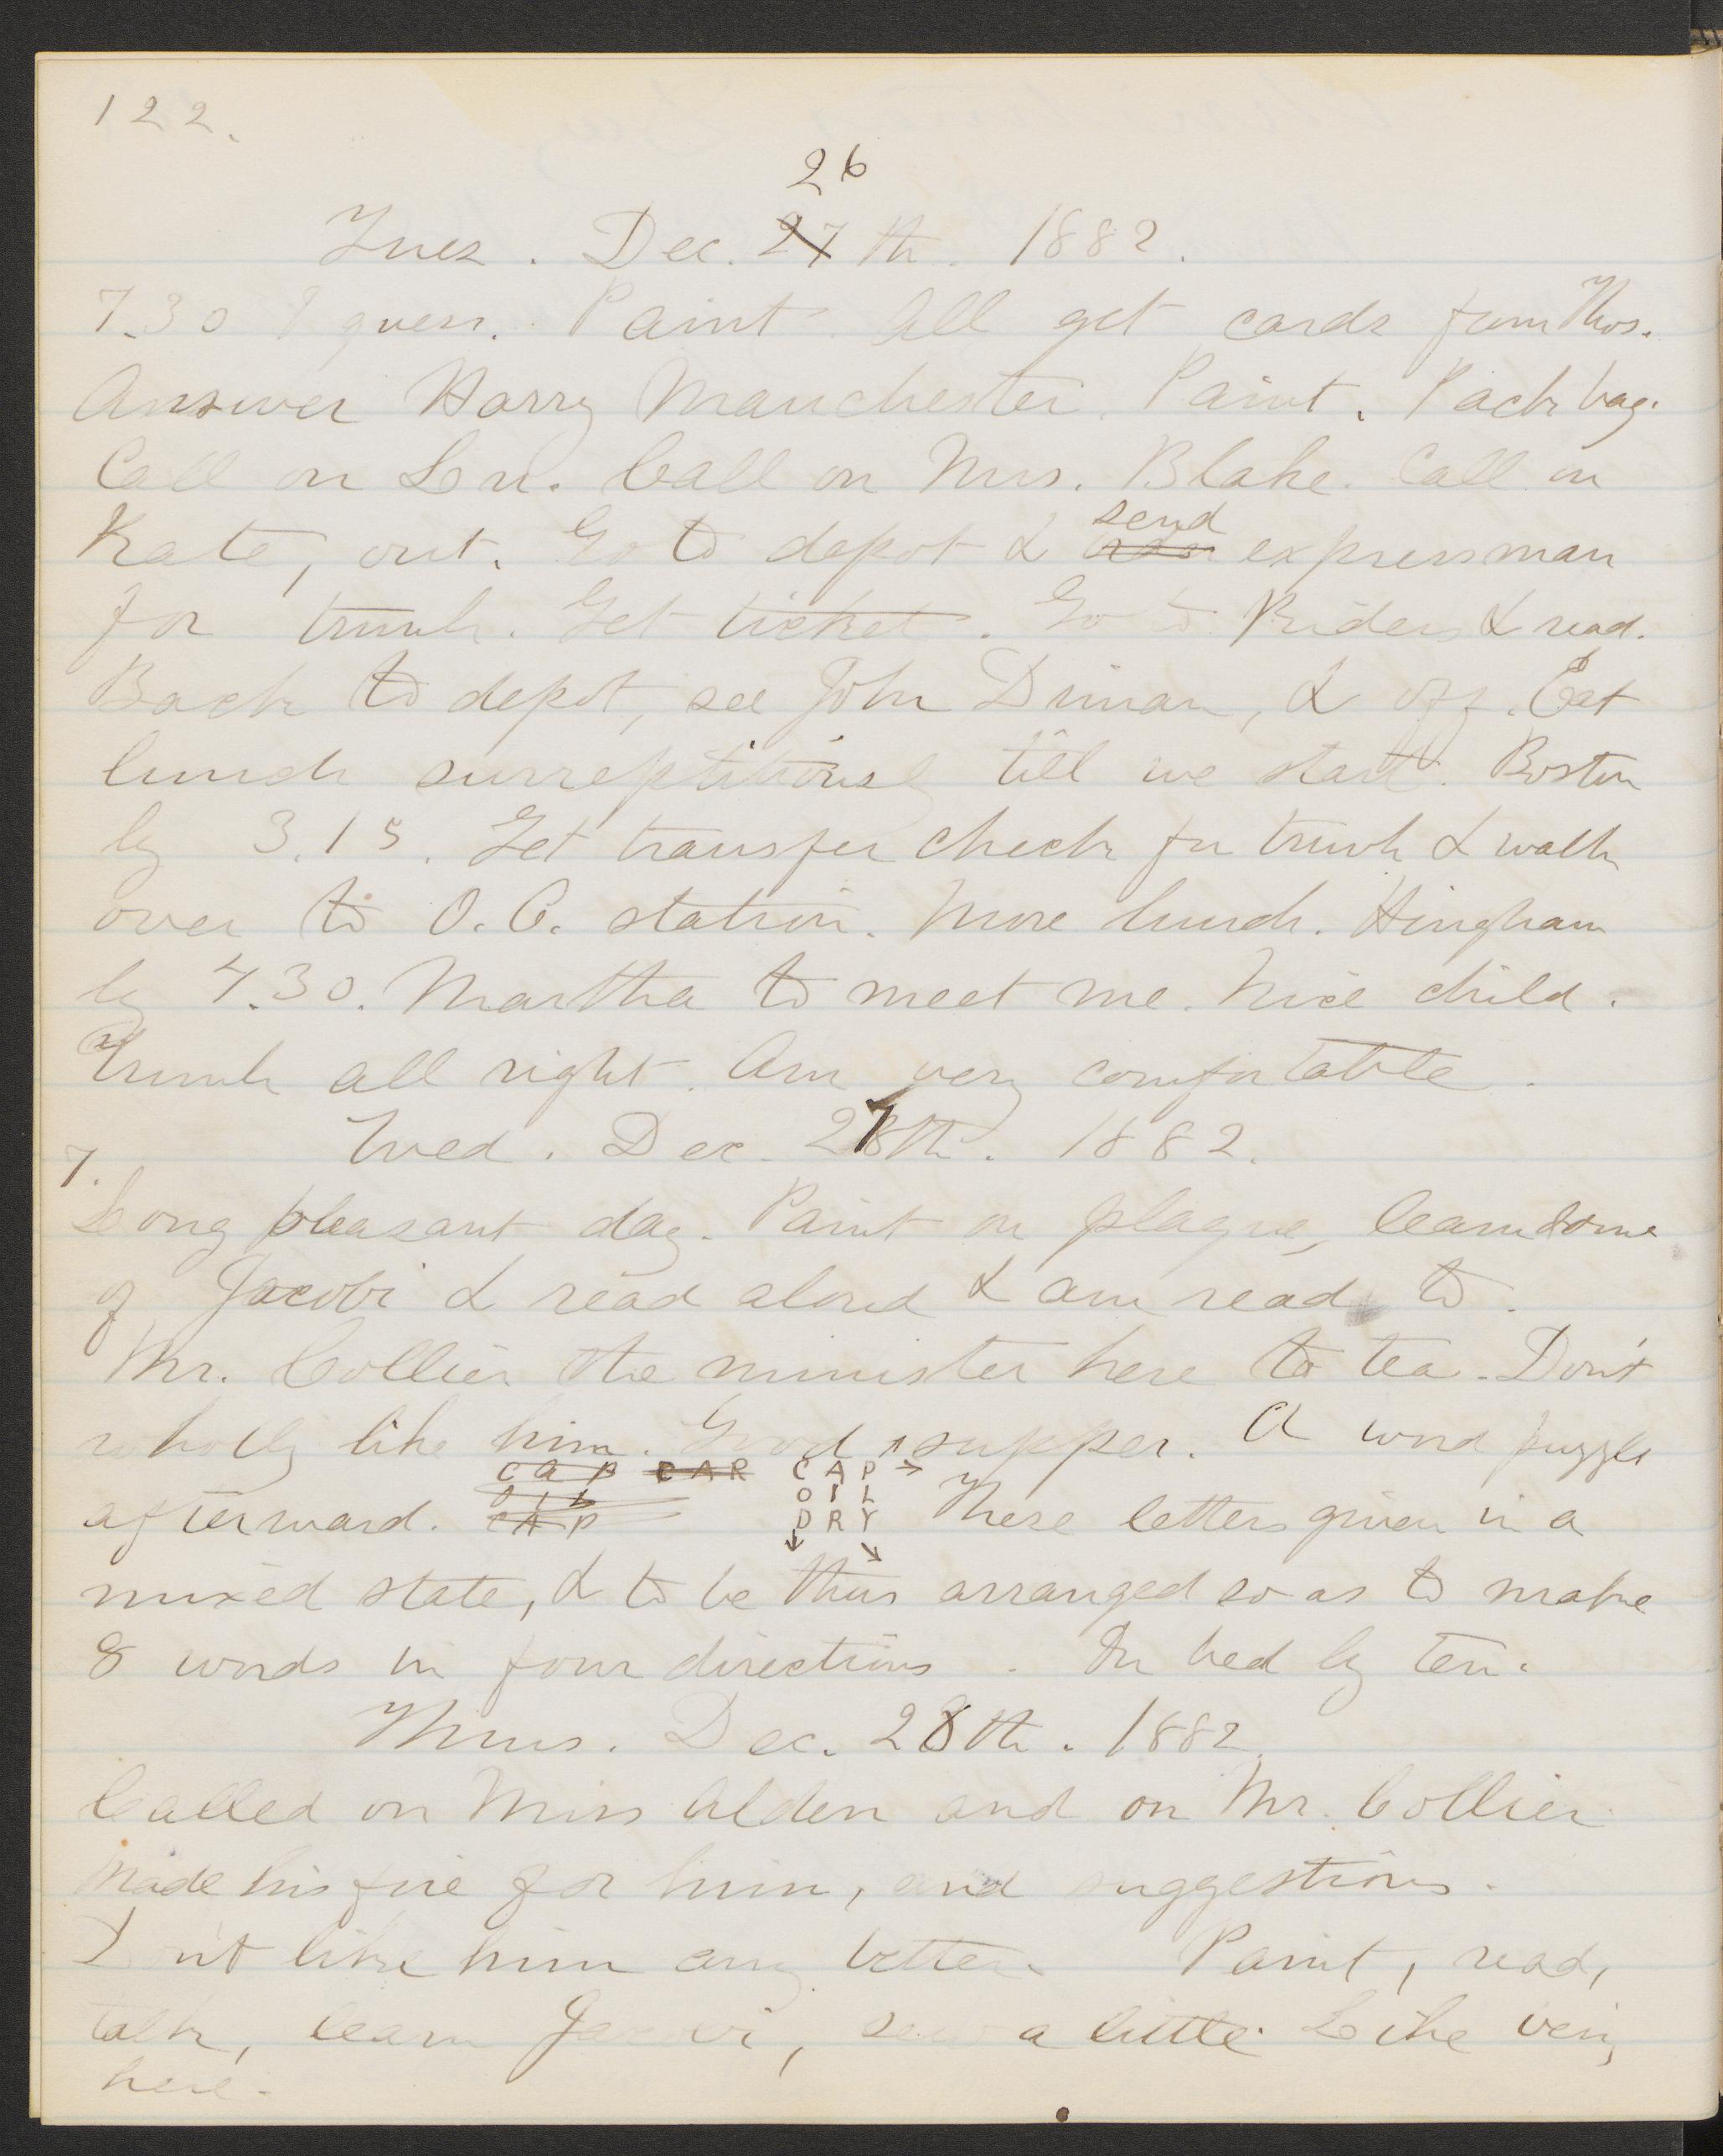 122.
26
Tues. Dec. 27th. 1882.
7.30 I guess. Paint. All get cards from Thos.
Answer Harry Manchester. Paint. Pack bag.
Call on Lu. Call on Mrs. Blake. Call on
send
Kate, out. Go to depot & expressman
for trunk. Get ticket. Go to Riders & read.
Back to depot, see John Diman, & off. Eat
lunch surreptitiously till we start. Boston
by 3.15. Get transfer check for trunk & walk
over to O.C. station. More lunch. Hingham
by 4.30. Martha to meet me. Nice child.
Trunk all right. Am very comfortable.
Wed. Dec. 27th. 1882.
7.
Long pleasant day. Paint on plaque, learn some
of Jacobi & read aloud & am read to.
Mr. Collier the minister here to tea. Don't
wholly like him. Good supper. A word puzzle
cap CAR CAP
OIL OIL
afterward. CAP DRY These letters given in a
mixed state, & to be thus arranged so as to make
8 words in four directions. In bed by ten.
Thurs. Dec. 28th. 1882.
Called on Miss Alden and on Mr. Collier
Made his fire for him, and suggestions.
Don't like him any better. Paint, read,
talk, learn Jacobi, sew a little. Like being
here.